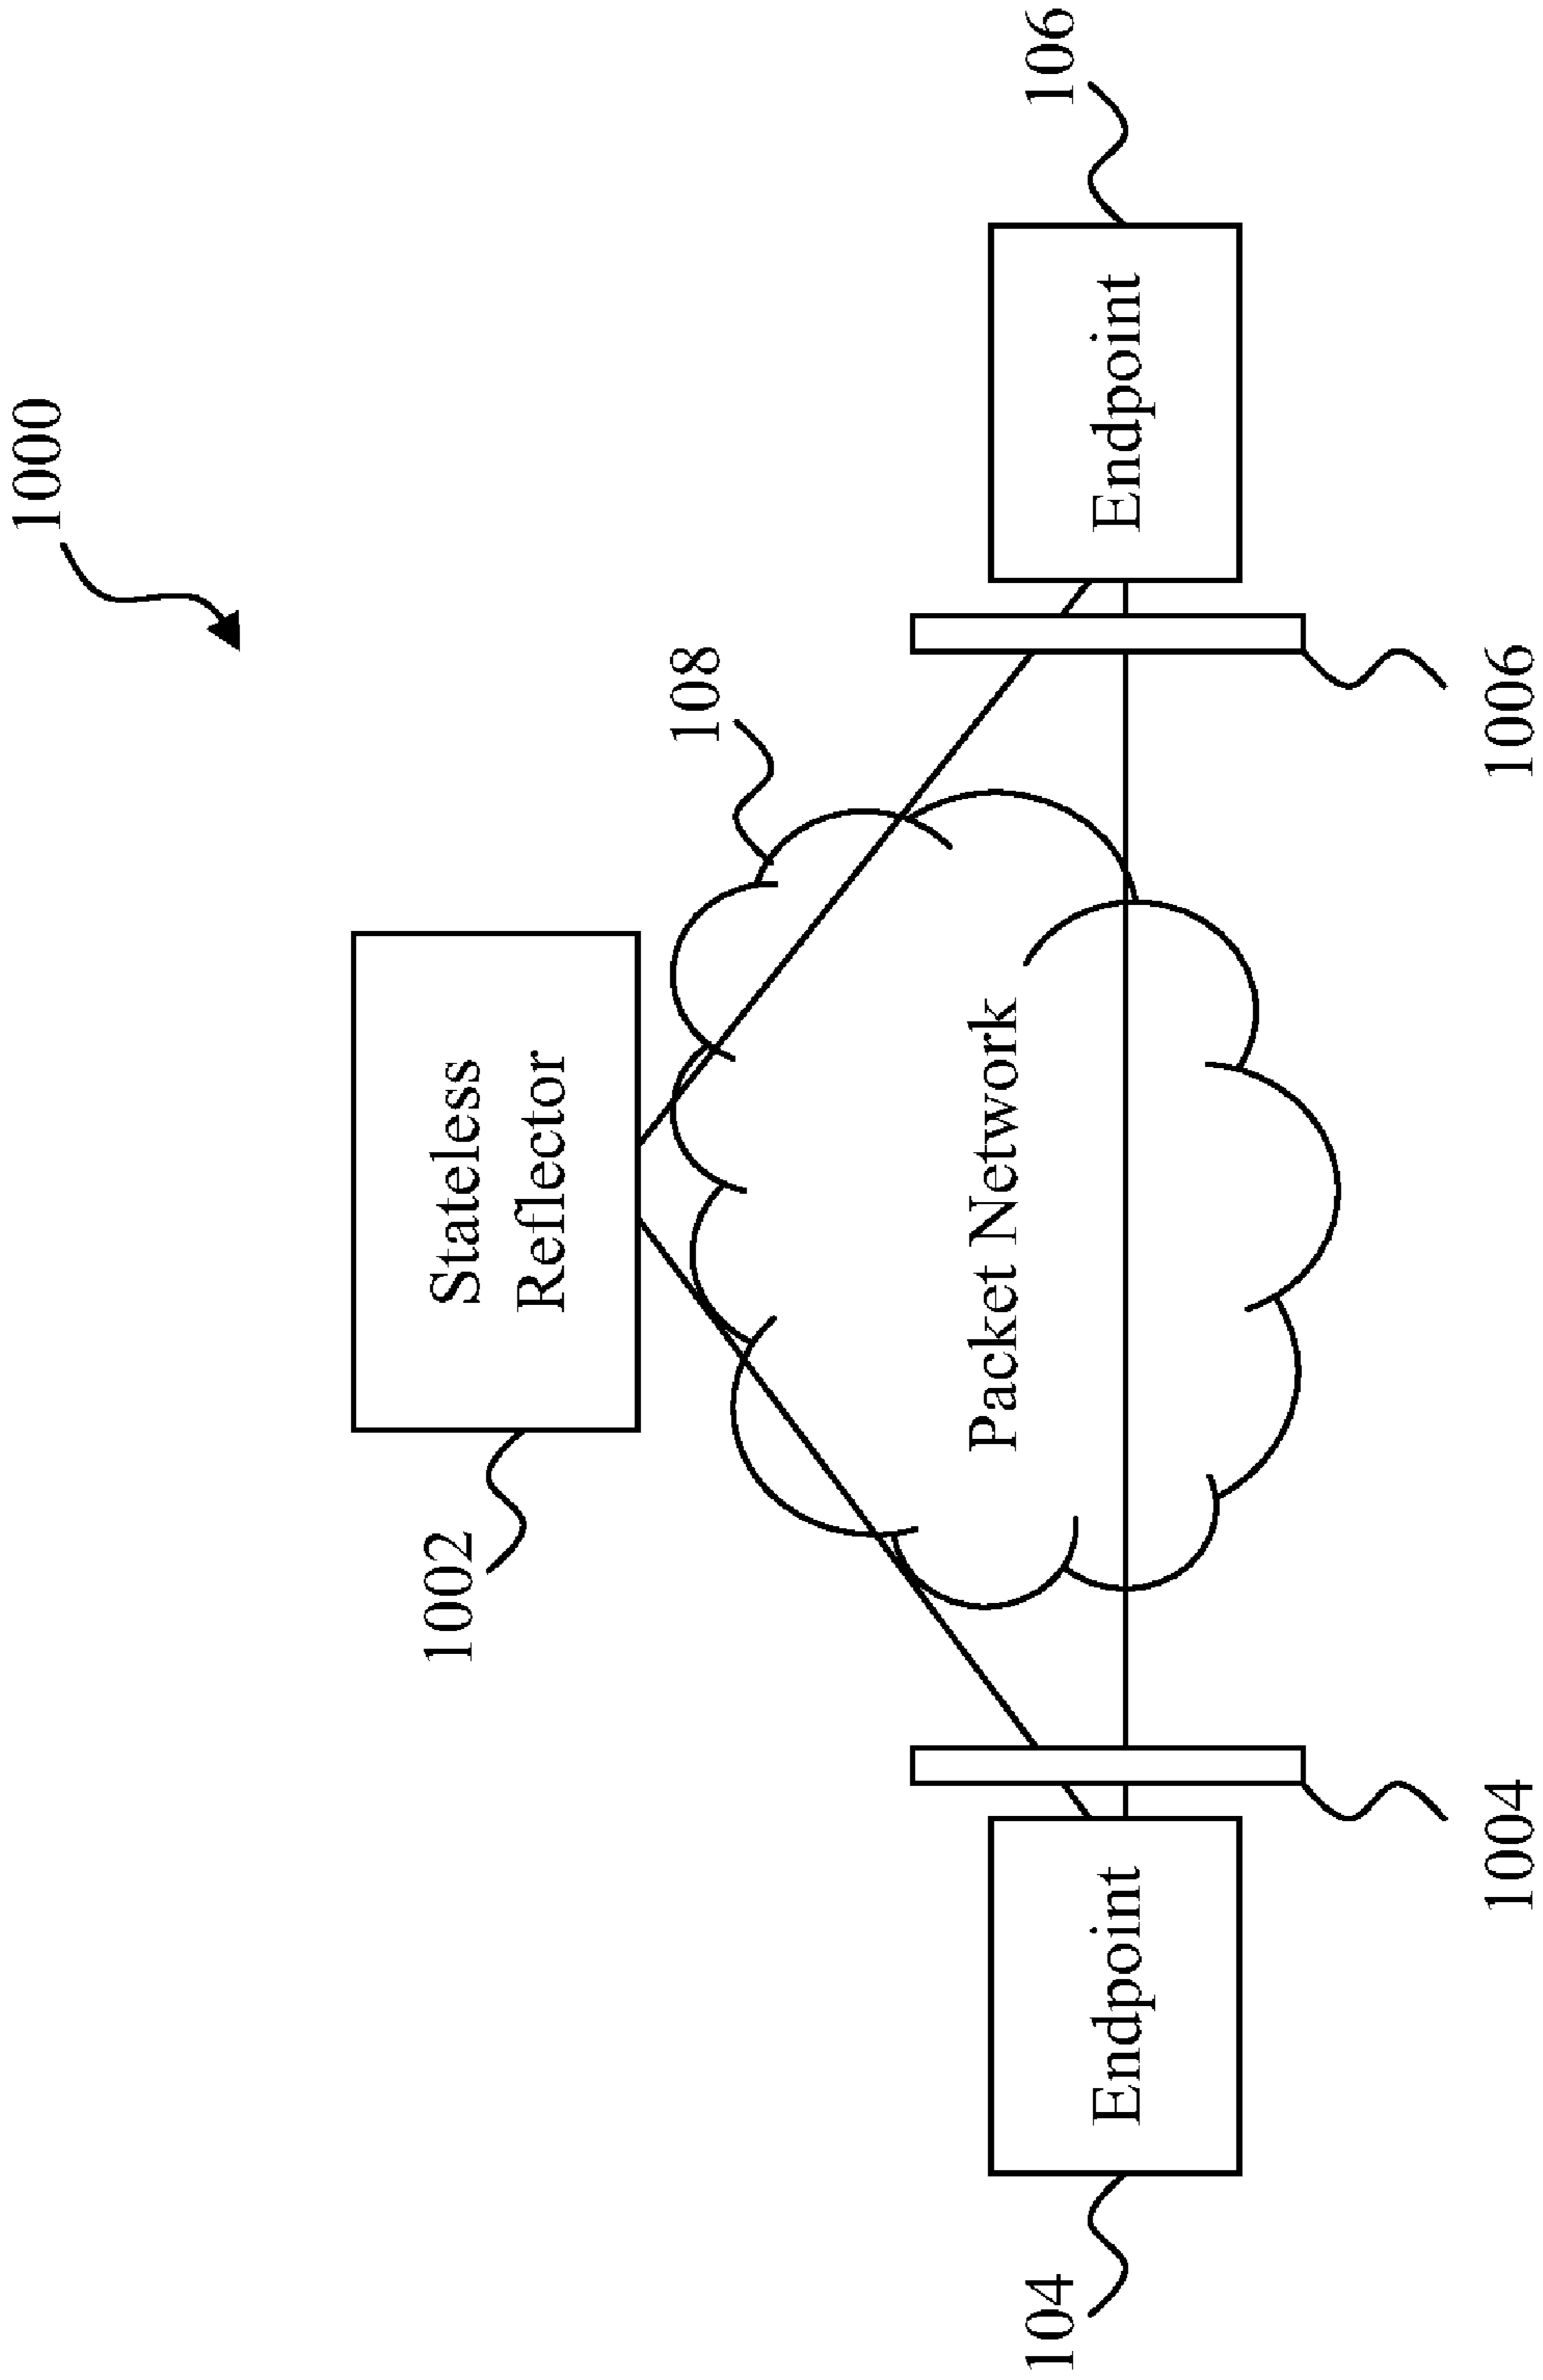 1000
1002
Stateless
Reflector
108
104
Endpoint
Packet Network
Endpoint
106
1004
1006